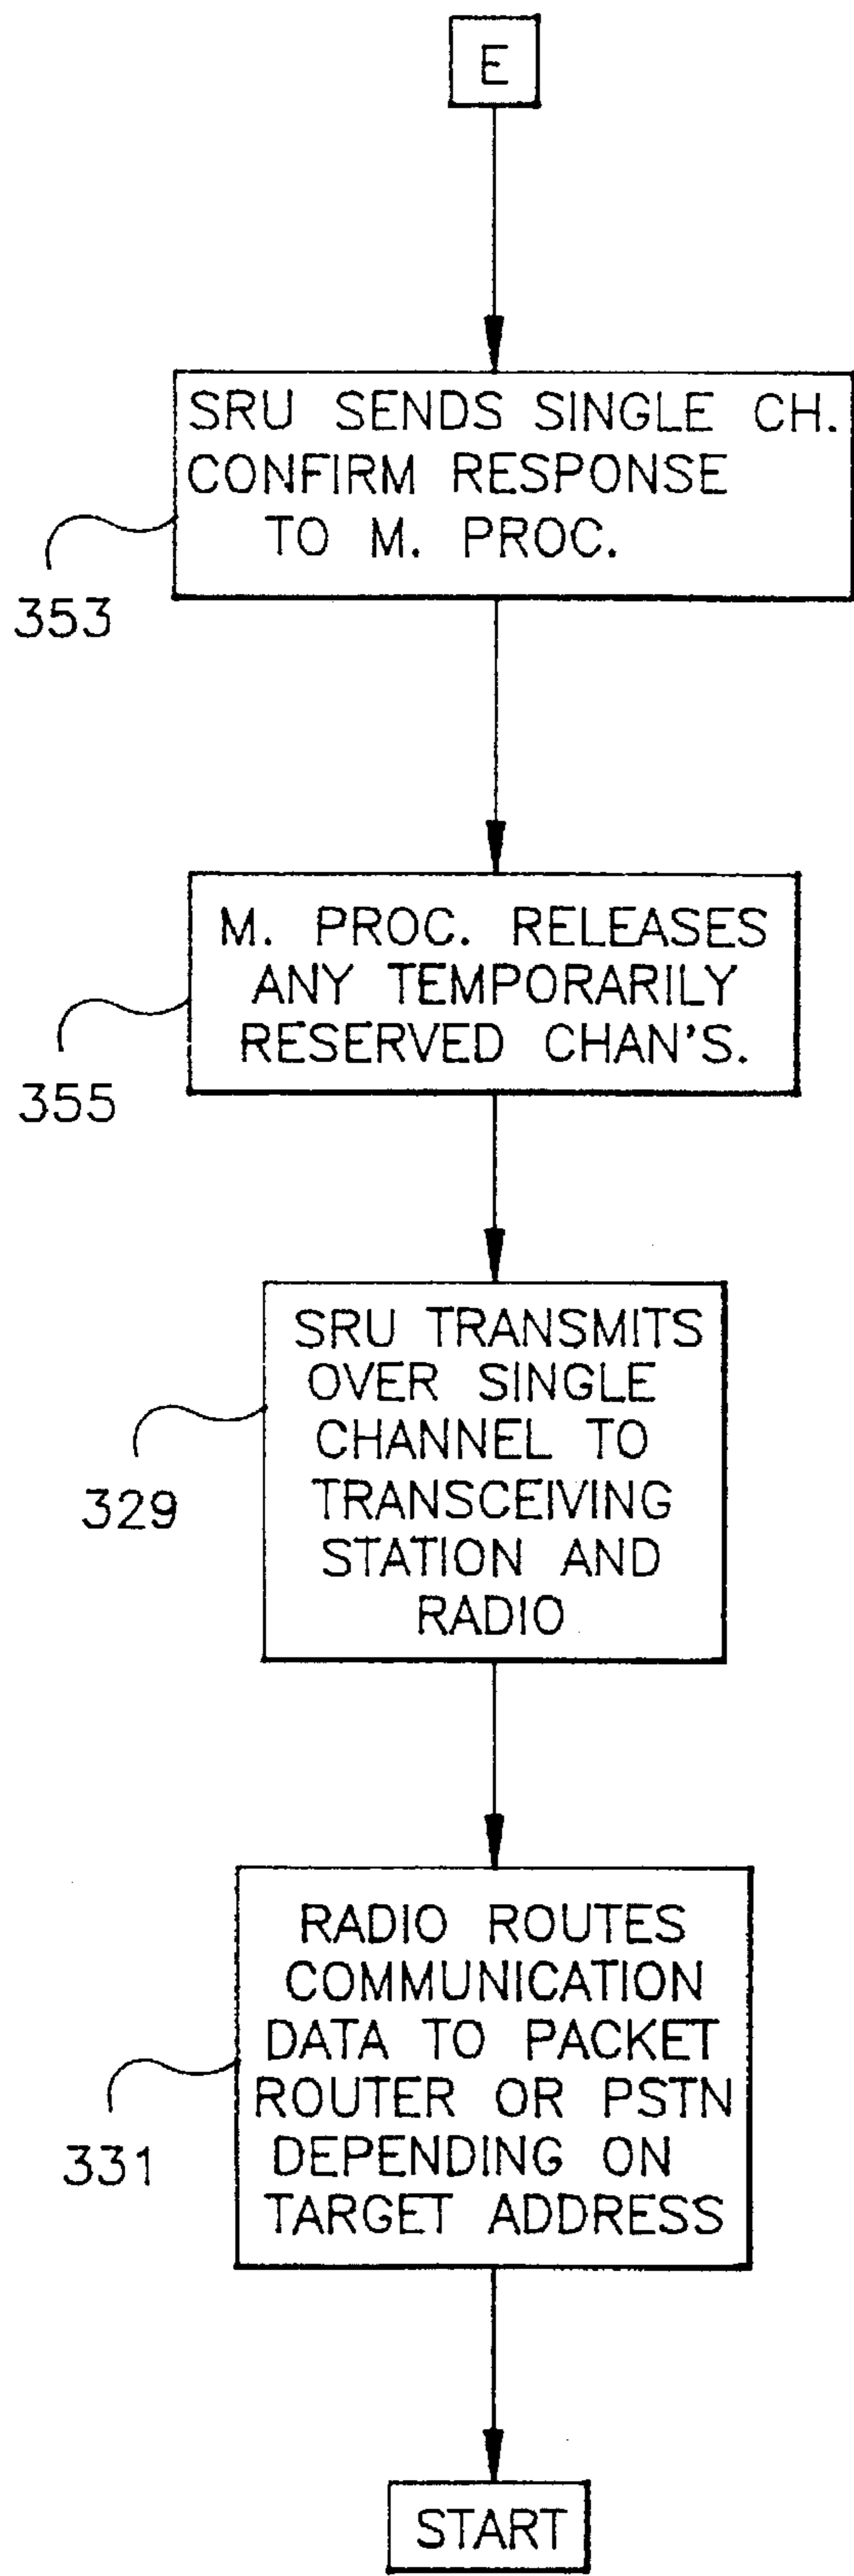 E
SRU SENDS SINGLE CH.
CONFIRM RESPONSE
TO M. PROC.
353
M. PROC. RELEASES
ANY TEMPORARILY
RESERVED CHAN'S.
355
SRU TRANSMITS
OVER SINGLE
CHANNEL TO
TRANSCEIVING
STATION AND
RADIO
329
RADIO ROUTES
COMMUNICATION
DATA TO PACKET
ROUTER OR PSTN
DEPENDING ON
TARGET ADDRESS
331
START